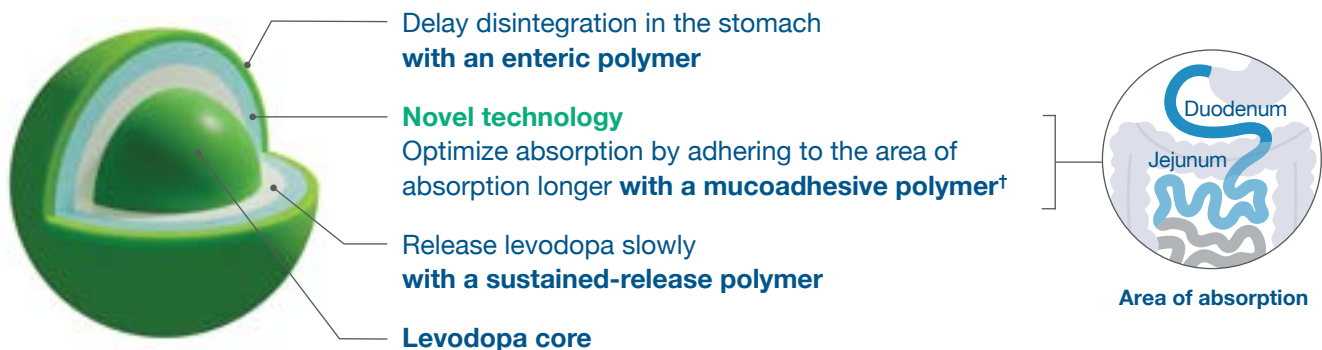 Delay disintegration in the stomach
with an enteric polymer
Novel technology
Optimize absorption by adhering to the area of
absorption longer with a mucoadhesive polymer†
Release levodopa slowly
with a sustained-release polymer
Levodopa core
Duodenum
Jejunum
Area of absorption